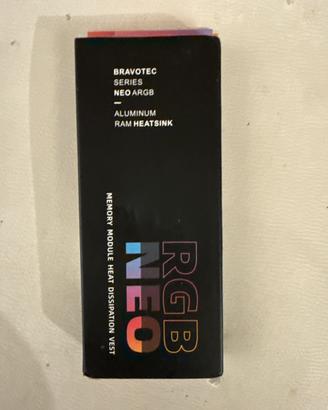 BRAVOTEC
SERIES
NEO ARGB
ALUMINUM
RAM HEATSINK
MEMORY MODULE HEAT DISSIPATION VEST
RGB
NEO